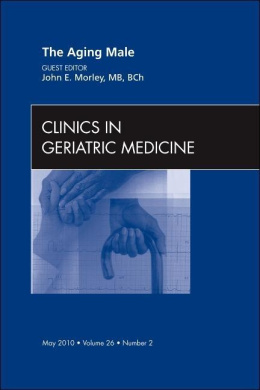 The Aging Male
GUEST EDITOR
John E. Morley, MB, BCh
CLINICS IN
GERIATRIC MEDICINE
May 2010 • Volume 26 • Number 2